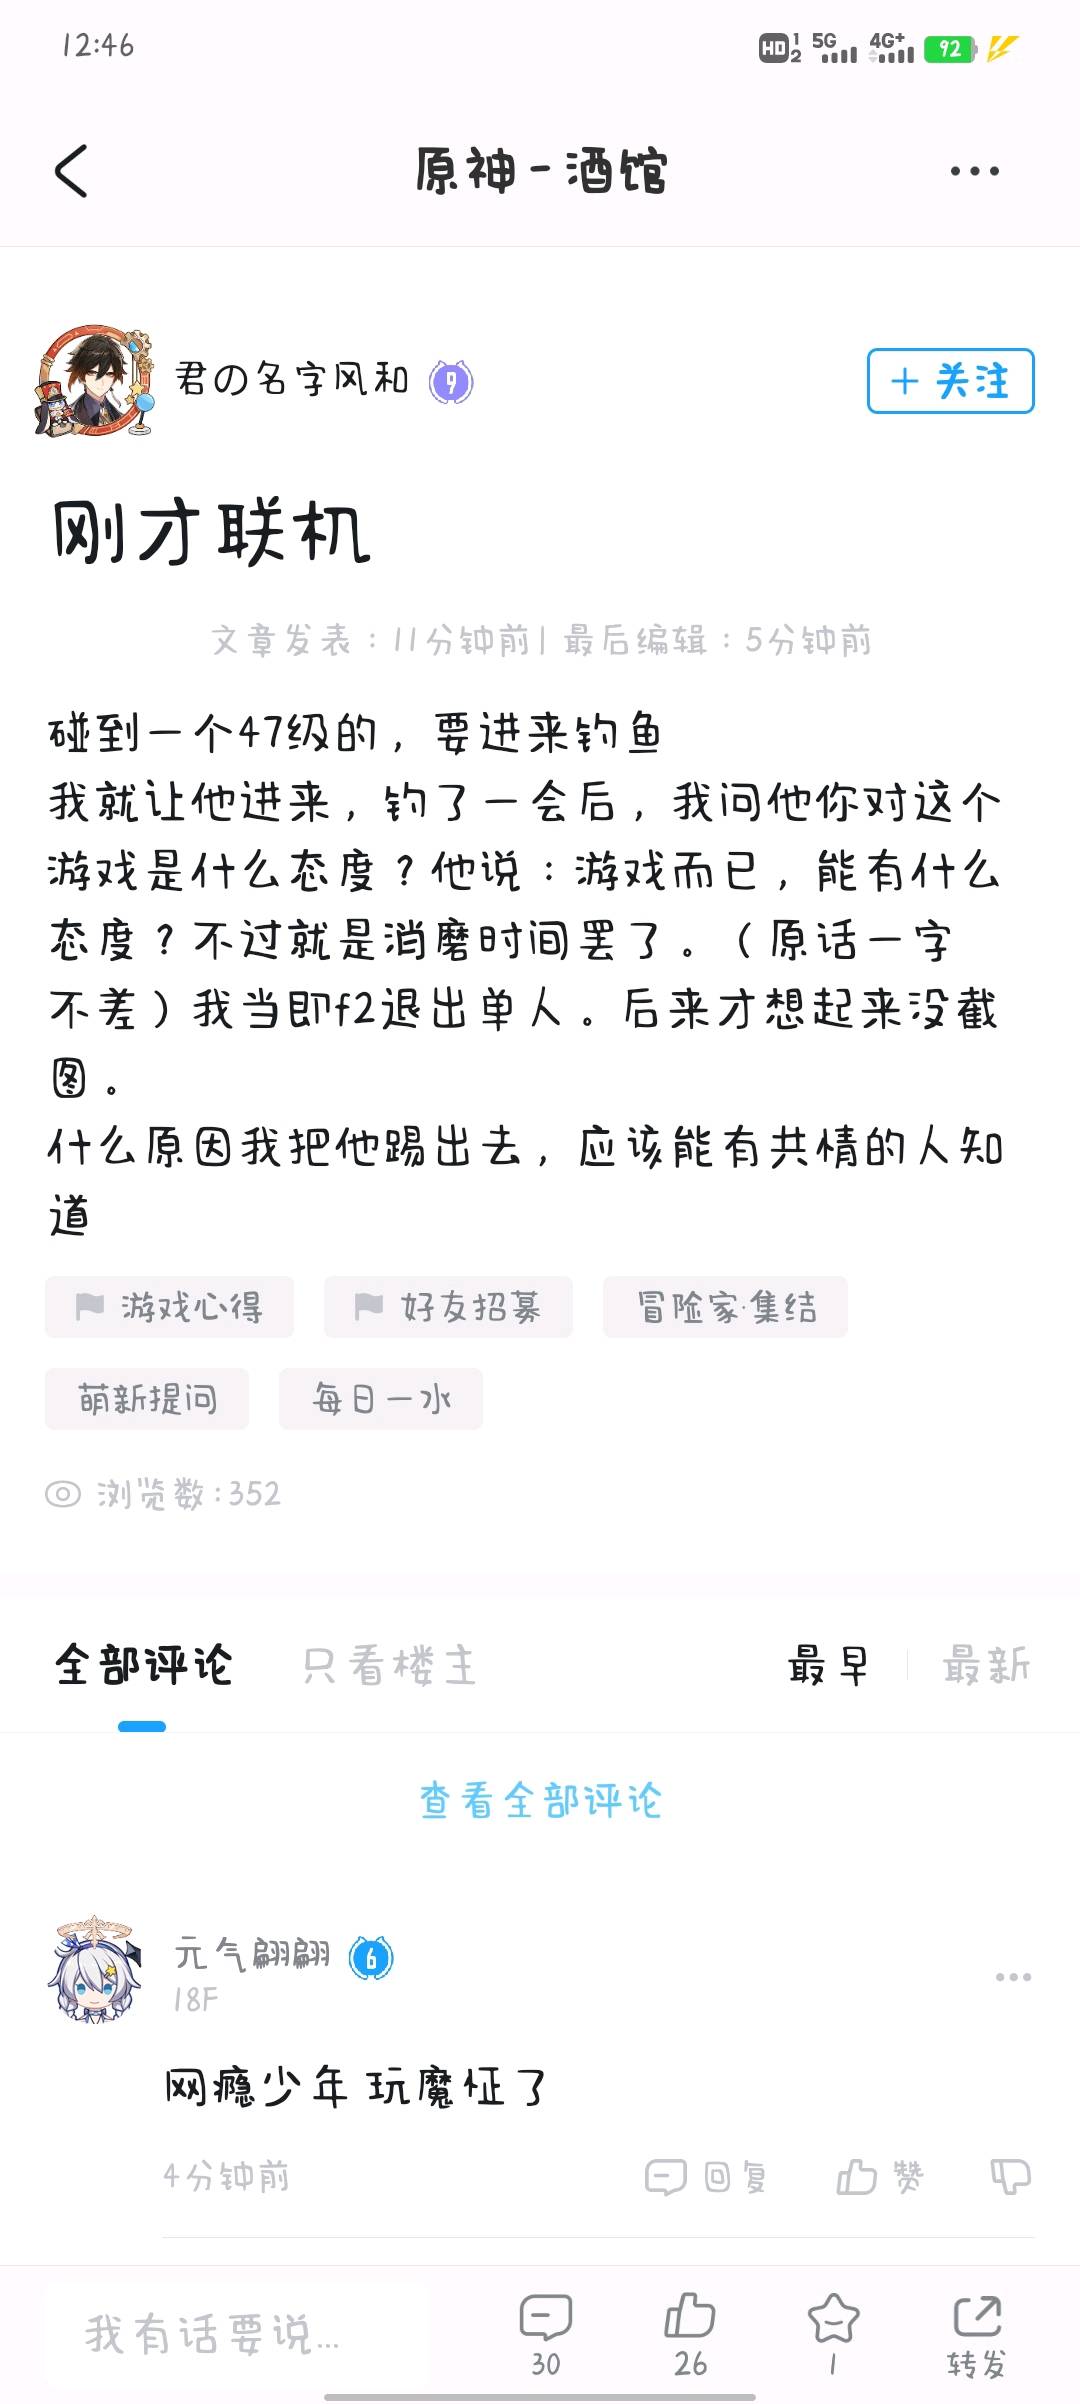 12:46
HD 1 2 5G 4G+ 92
原神-酒馆
君の名字风和 9
+ 关注
刚才联机
文章发表：11分钟前| 最后编辑：5分钟前
碰到一个47级的，要进来钓鱼
我就让他进来，钓了一会后，我问他你对这个
游戏是什么态度？他说：游戏而已，能有什么
态度？不过就是消磨时间罢了。（原话一字
不差）我当即f2退出单人。后来才想起来没截
图。
什么原因我把他踢出去，应该能有共情的人知
道
游戏心得 好友招募 冒险家·集结
萌新提问 每日一水
浏览数:352
全部评论 只看楼主 最早 最新
查看全部评论
元气翩翩 6
18F
网瘾少年 玩魔怔了
4分钟前 回复 赞
我有话要说...
30 26 1 转发